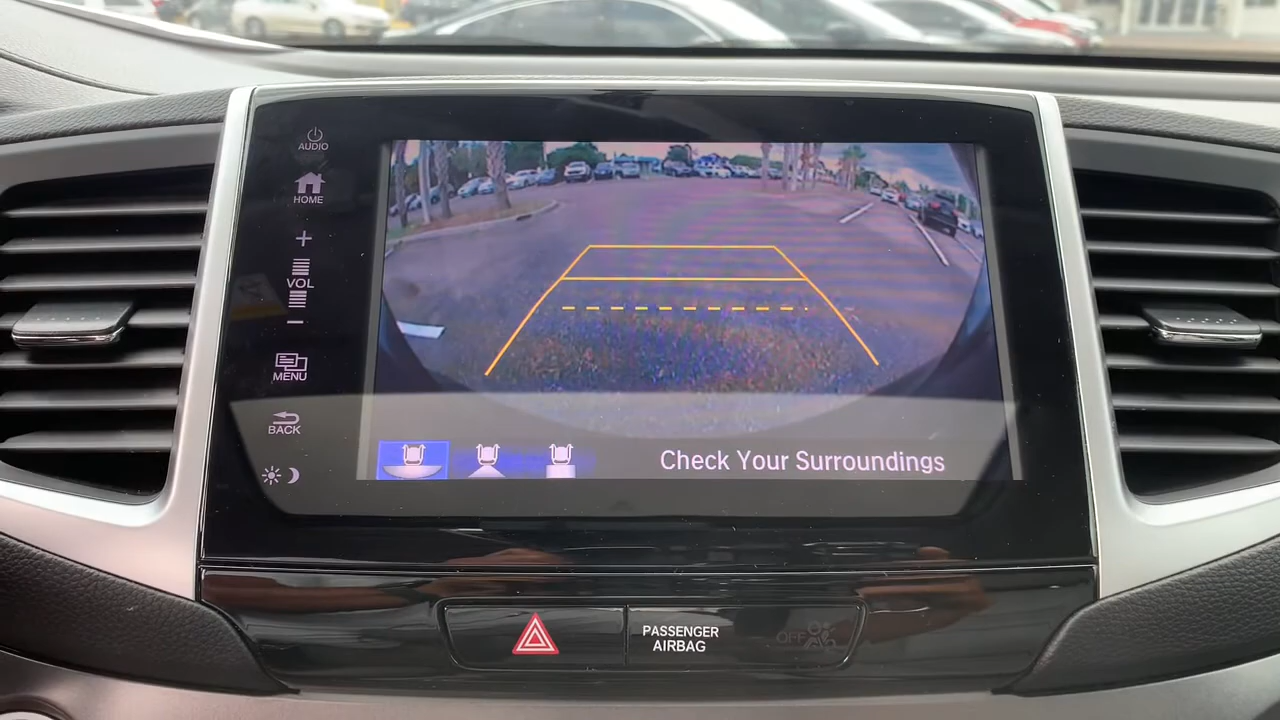 AUDIO
HOME
+
VOL
−
MENU
BACK
Check Your Surroundings
PASSENGER
AIRBAG
OFF